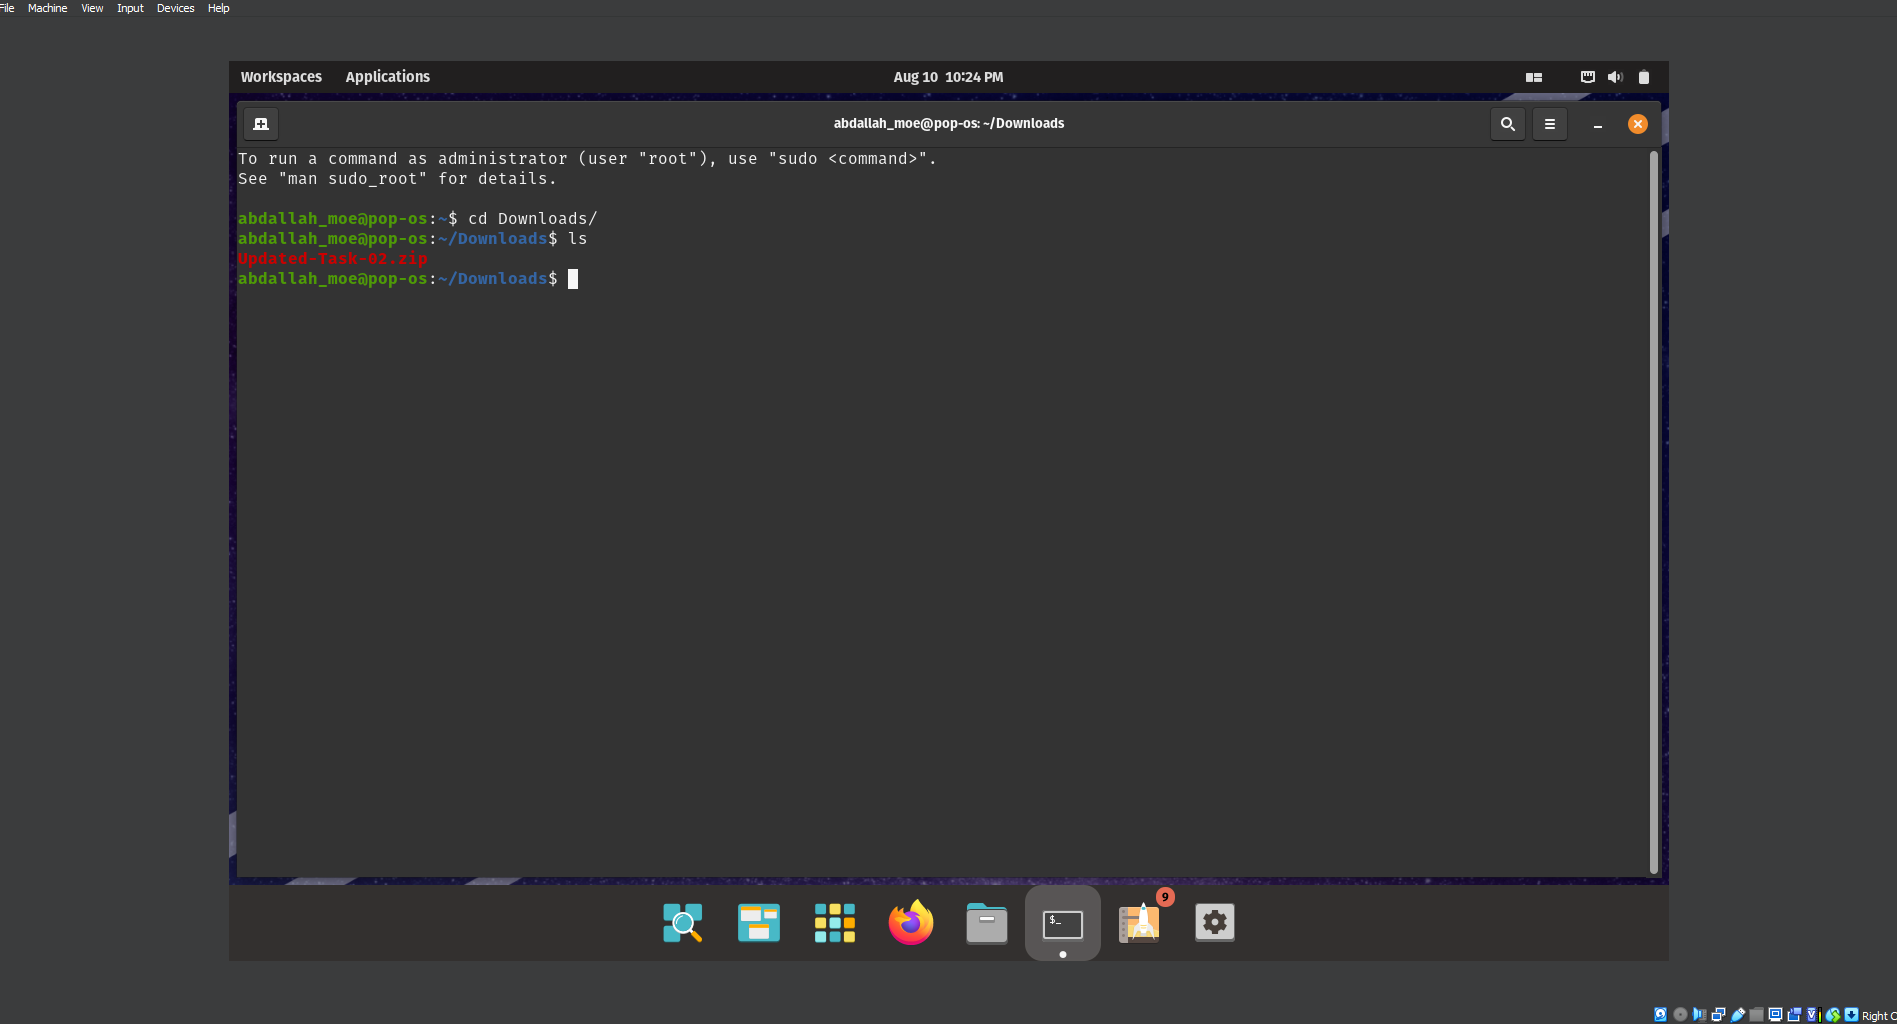 File Machine View Input Devices Help
Workspaces Applications Aug 10 10:24 PM
abdallah_moe@pop-os: ~/Downloads
To run a command as administrator (user "root"), use "sudo <command>".
See "man sudo_root" for details.
abdallah_moe@pop-os:~$ cd Downloads/
abdallah_moe@pop-os:~/Downloads$ ls
Updated-Task-02.zip
abdallah_moe@pop-os:~/Downloads$
$_
9
Right C